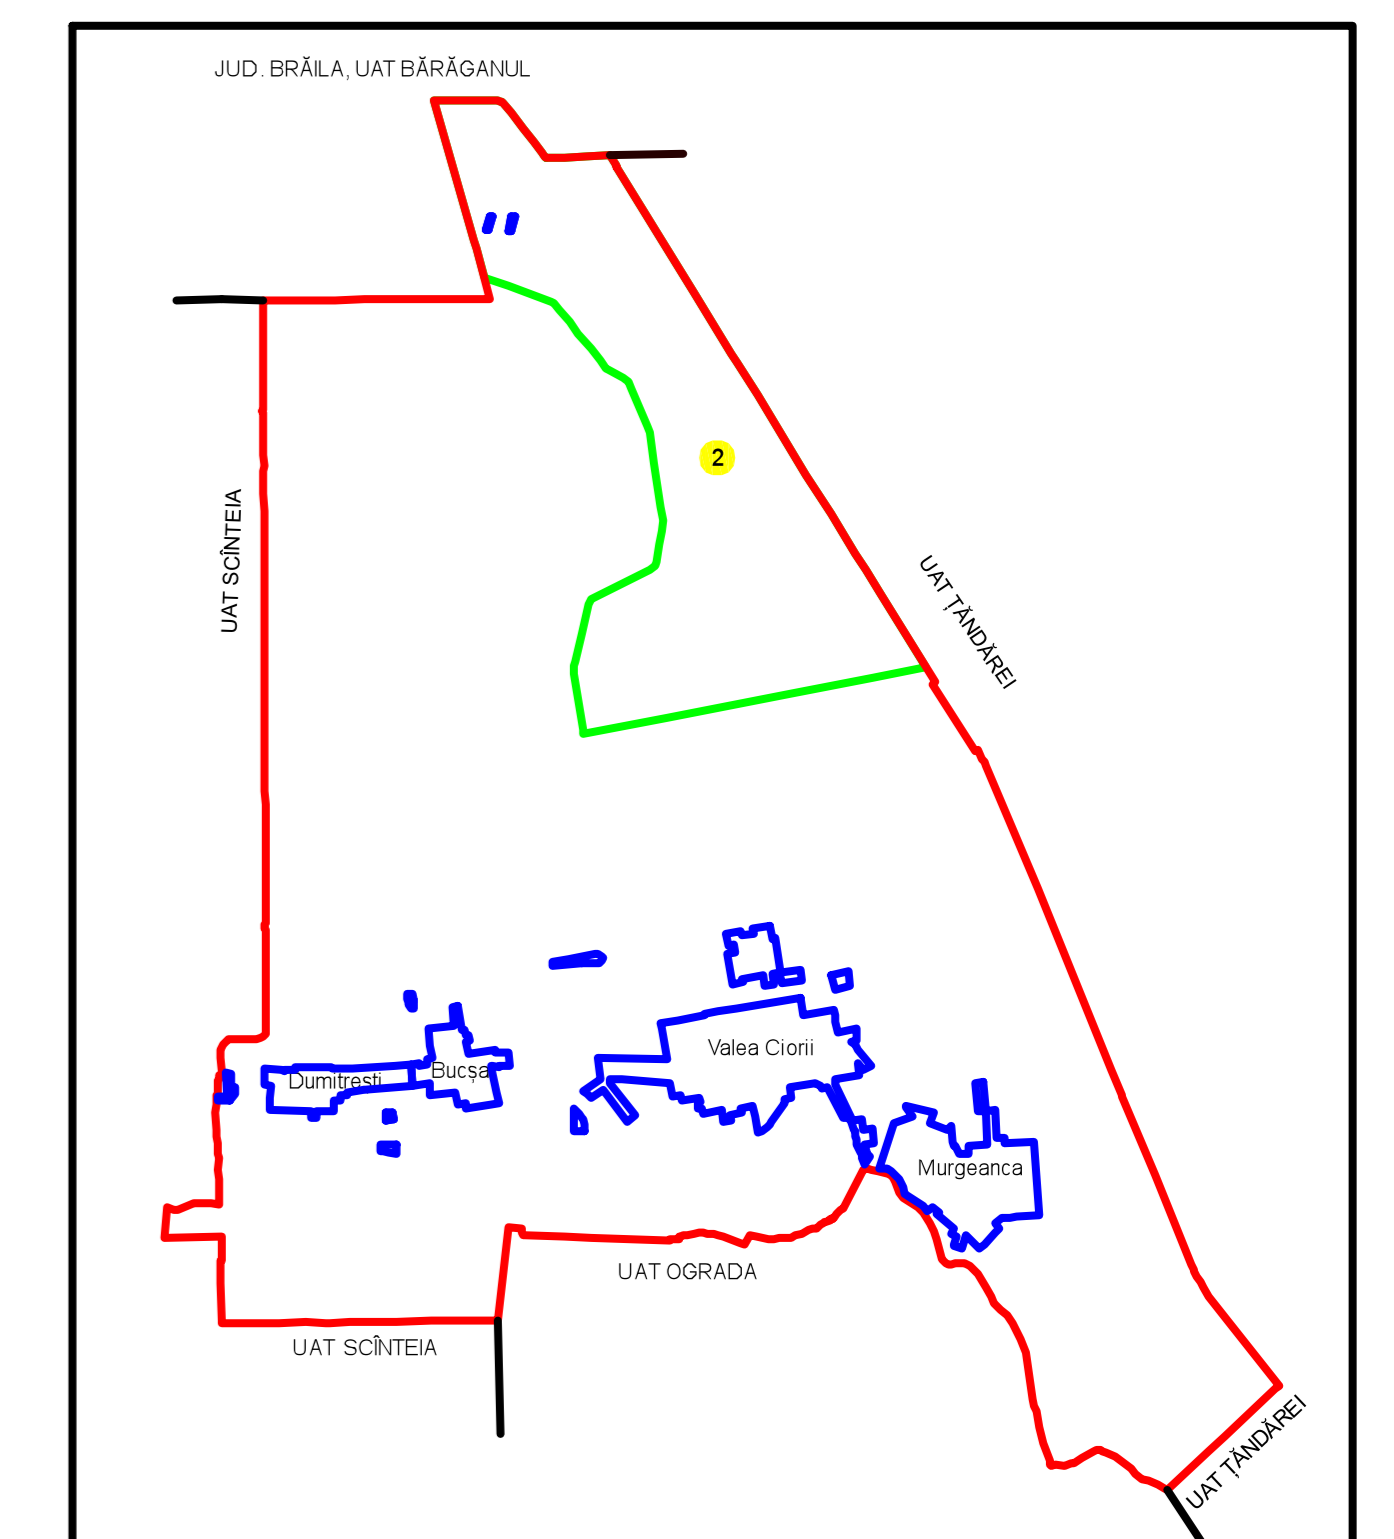 JUD. BRĂILA, UAT BĂRĂGANUL
2
UAT SCÎNTEIA
UAT ȚĂNDĂREI
Valea Ciorii
Bucșa
Dumitrești
Murgeanca
UAT OGRADA
UAT SCÎNTEIA
UAT ȚĂNDĂREI